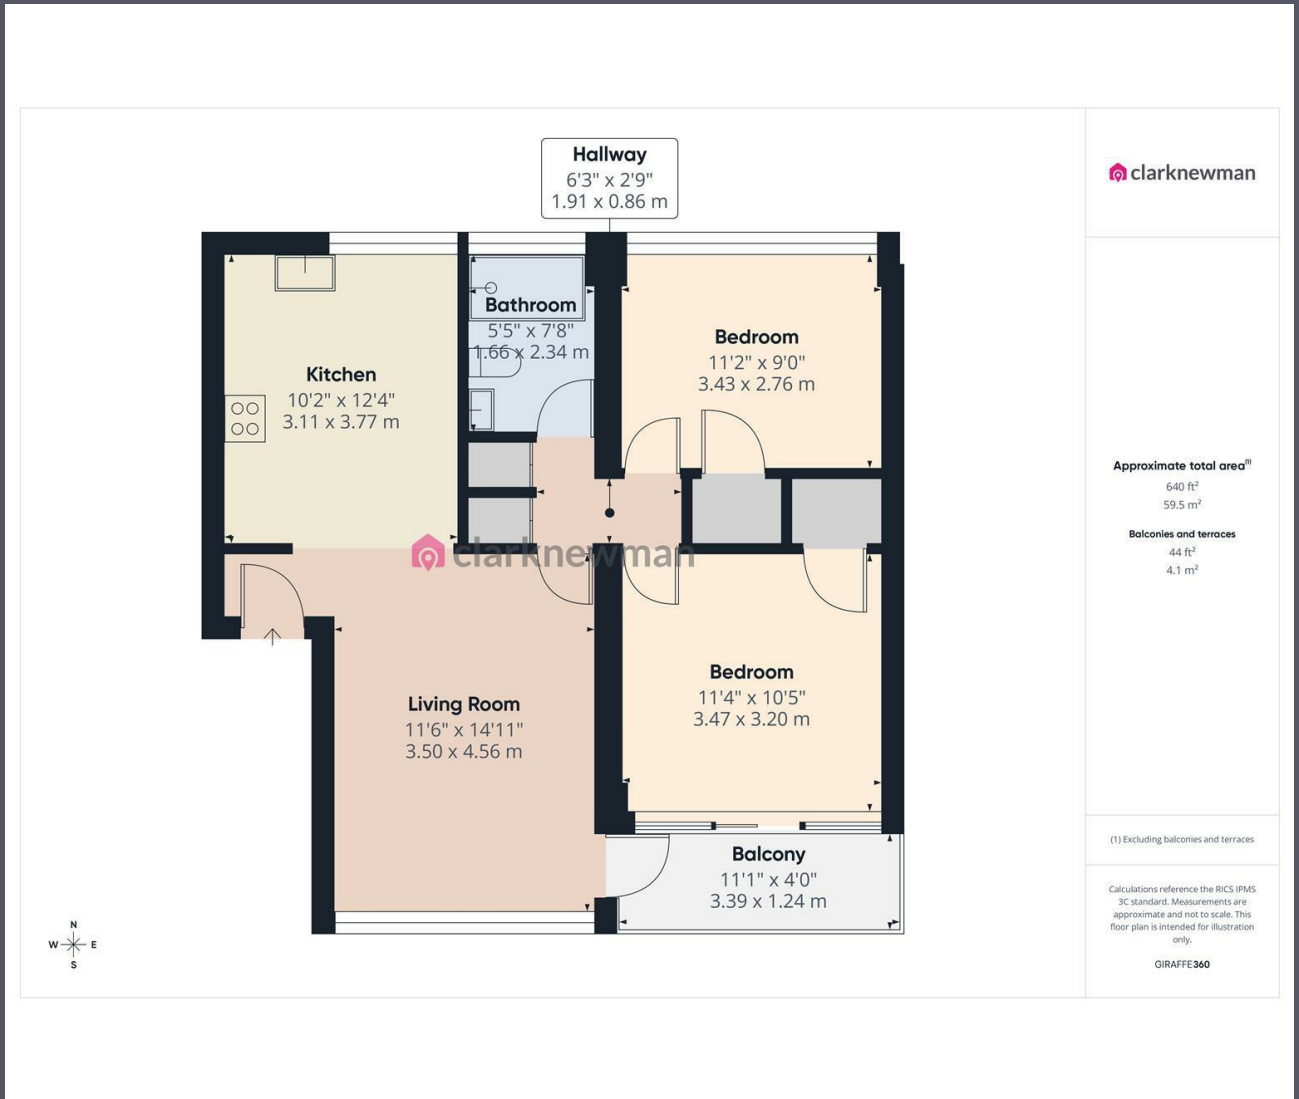 Hallway
6'3" x 2'9"
1.91 x 0.86 m
Kitchen
10'2" x 12'4"
3.11 x 3.77 m
Bathroom
5'5" x 7'8"
1.66 x 2.34 m
Bedroom
11'2" x 9'0"
3.43 x 2.76 m
clarknewman
Living Room
11'6" x 14'11"
3.50 x 4.56 m
Bedroom
11'4" x 10'5"
3.47 x 3.20 m
Balcony
11'1" x 4'0"
3.39 x 1.24 m
N
W E
S
clarknewman
Approximate total area(1)
640 ft²
59.5 m²
Balconies and terraces
44 ft²
4.1 m²
(1) Excluding balconies and terraces
Calculations reference the RICS IPMS
3C standard. Measurements are
approximate and not to scale. This
floor plan is intended for illustration
only.
GIRAFFE360